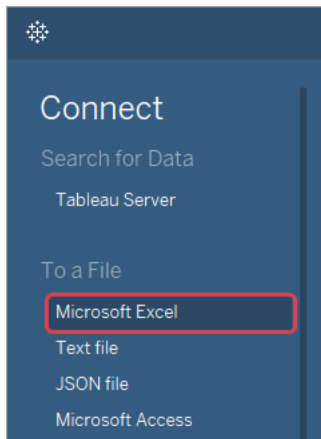 Connect
Search for Data
Tableau Server
To a File
Microsoft Excel
Text file
JSON file
Microsoft Access